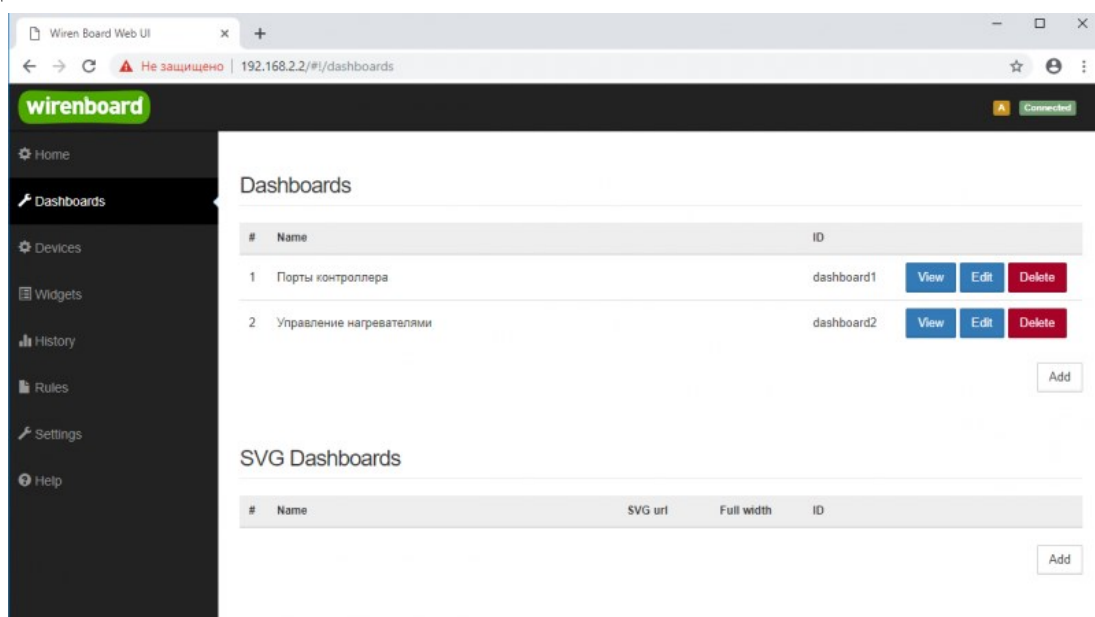 Wiren Board Web UI
Не защищено 192.168.2.2/#!/dashboards
wirenboard
A Connected
Home
Dashboards
Devices
Widgets
History
Rules
Settings
Help
Dashboards
# Name ID
1 Порты контроллера dashboard1 View Edit Delete
2 Управление нагревателями dashboard2 View Edit Delete
Add
SVG Dashboards
# Name SVG url Full width ID
Add